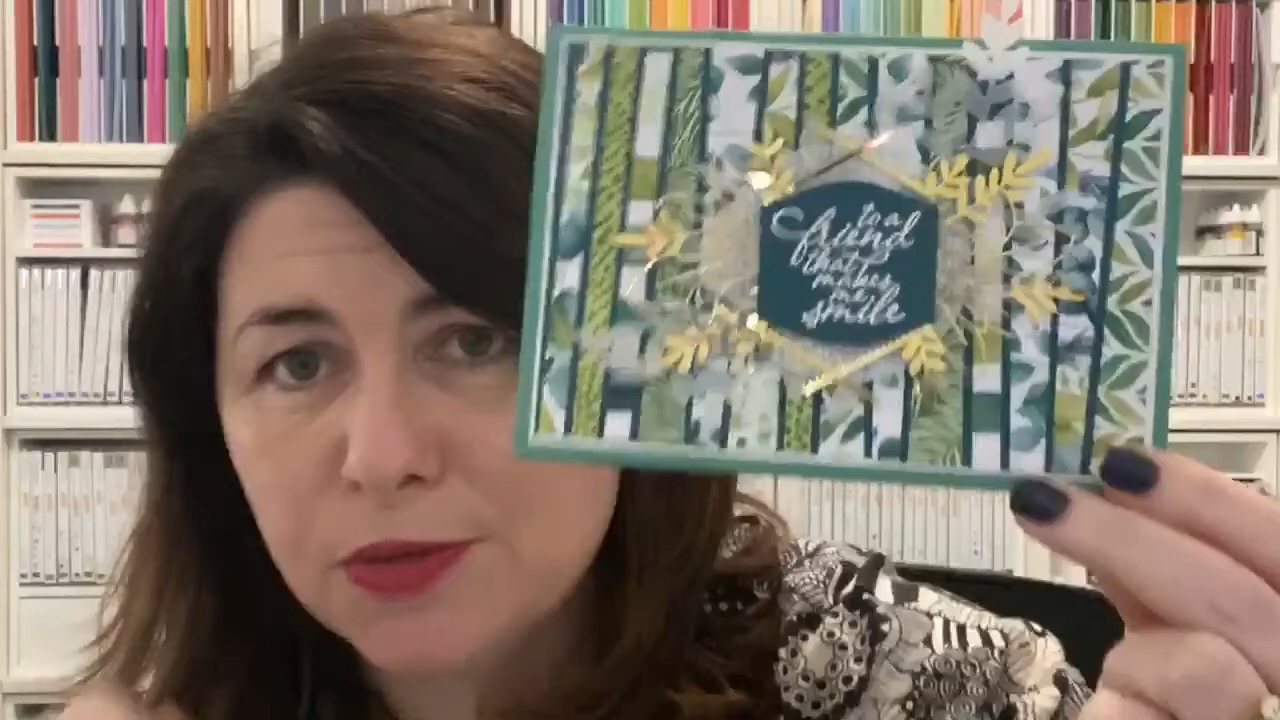 to a
friend
that
makes
me
smile